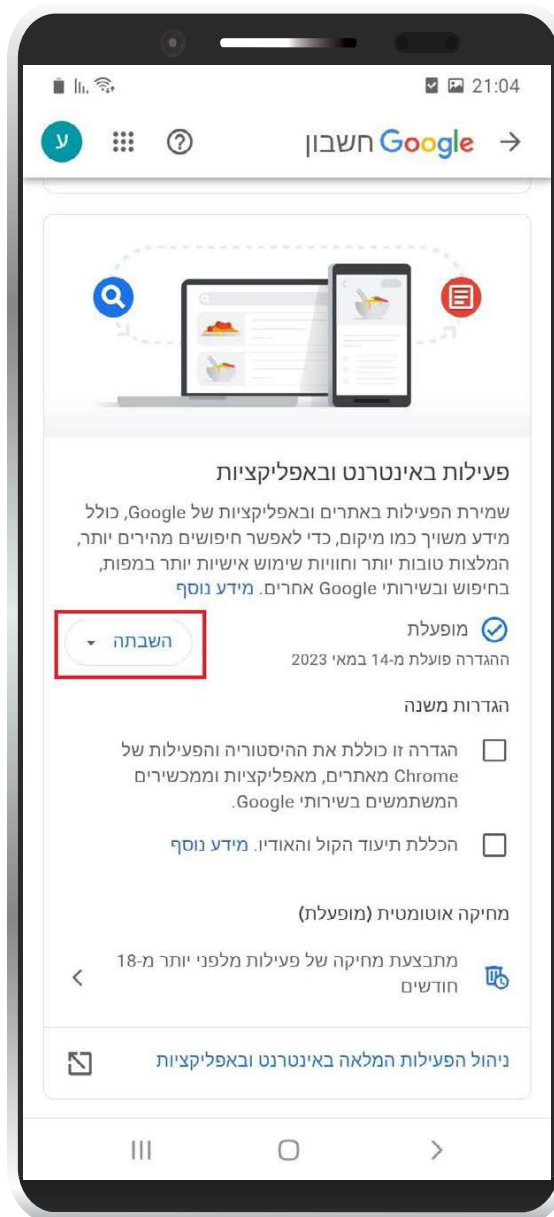 21:04
חשבון Google
ע
פעילות באינטרנט ובאפליקציות
שמירת הפעילות באתרים ובאפליקציות של Google, כולל
מידע משויך כמו מיקום, כדי לאפשר חיפושים מהירים יותר,
המלצות טובות יותר וחוויות שימוש אישיות יותר במפות,
בחיפוש ובשירותי Google אחרים. מידע נוסף
מופעלת
השבתה
ההגדרה פועלת מ-14 במאי 2023
הגדרות משנה
הגדרה זו כוללת את ההיסטוריה והפעילות של
Chrome מאתרים, מאפליקציות וממכשירים
המשתמשים בשירותי Google.
הכללת תיעוד הקול והאודיו. מידע נוסף
מחיקה אוטומטית (מופעלת)
מתבצעת מחיקה של פעילות מלפני יותר מ-18
חודשים
ניהול הפעילות המלאה באינטרנט ובאפליקציות